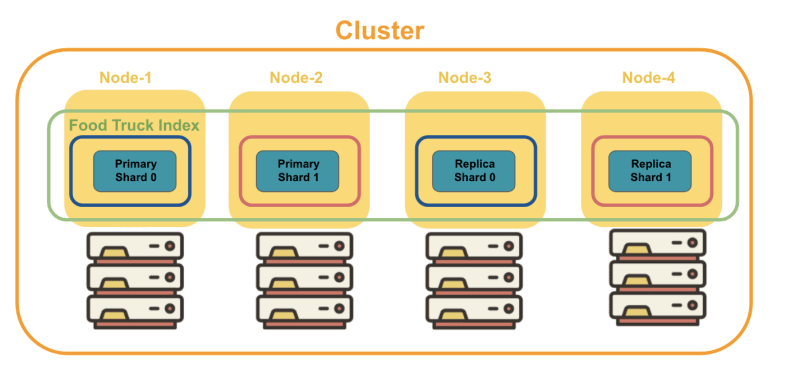 Cluster
Node-1
Node-2
Node-3
Node-4
Food Truck Index
Primary
Shard 0
Primary
Shard 1
Replica
Shard 0
Replica
Shard 1